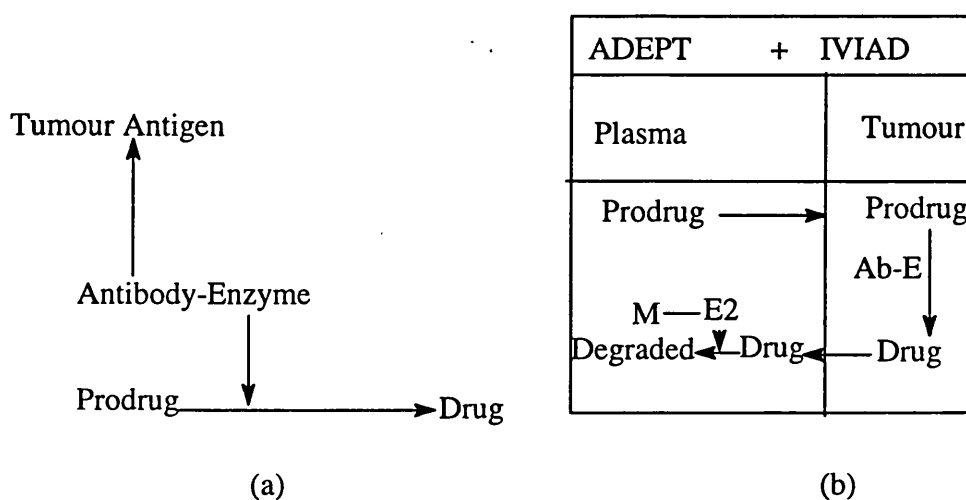 Tumour Antigen
Antibody-Enzyme
Prodrug Drug
(a)
ADEPT + IVIAD
Plasma Tumour
Prodrug Prodrug
Ab-E
M E2
Degraded Drug Drug
(b)